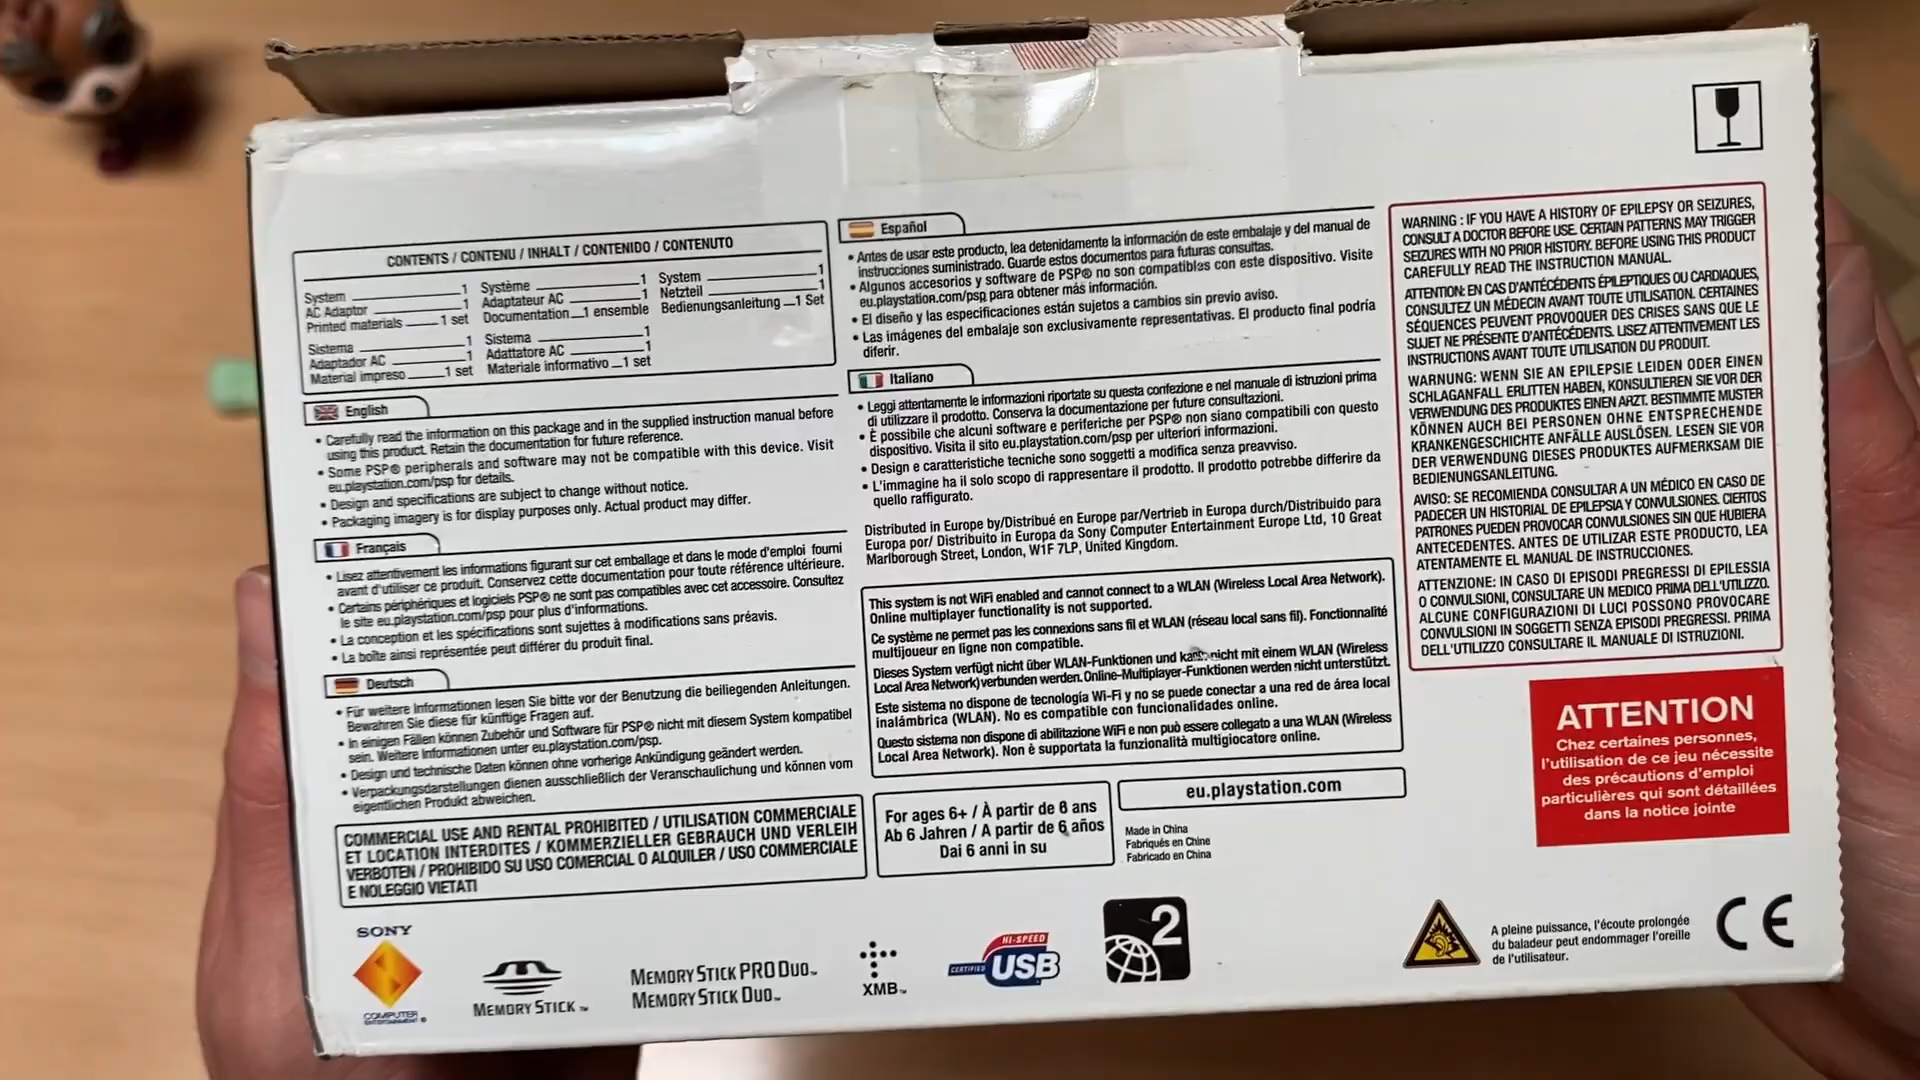 CONTENTS / CONTENU / INHALT / CONTENIDO / CONTENUTO
System 1
AC Adaptor 1
Printed materials 1 set
Système 1
Adaptateur AC 1
Documentation 1 ensemble
System 1
Netzteil 1
Bedienungsanleitung 1 Set
Sistema 1
Adaptador AC 1
Material impreso 1 set
Sistema 1
Adattatore AC 1
Materiale informativo 1 set
English
• Carefully read the information on this package and in the supplied instruction manual before
using this product. Retain the documentation for future reference.
• Some PSP® peripherals and software may not be compatible with this device. Visit
eu.playstation.com/psp for details.
• Design and specifications are subject to change without notice.
• Packaging imagery is for display purposes only. Actual product may differ.
Français
• Lisez attentivement les informations figurant sur cet emballage et dans le mode d'emploi fourni
avant d'utiliser ce produit. Conservez cette documentation pour toute référence ultérieure.
• Certains périphériques et logiciels PSP® ne sont pas compatibles avec cet accessoire. Consultez
le site eu.playstation.com/psp pour plus d'informations.
• La conception et les spécifications sont sujettes à modifications sans préavis.
• La boîte ainsi représentée peut différer du produit final.
Deutsch
• Für weitere Informationen lesen Sie bitte vor der Benutzung die beiliegenden Anleitungen.
Bewahren Sie diese für künftige Fragen auf.
• In einigen Fällen können Zubehör und Software für PSP® nicht mit diesem System kompatibel
sein. Weitere Informationen unter eu.playstation.com/psp.
• Design und technische Daten können ohne vorherige Ankündigung geändert werden.
• Verpackungsdarstellungen dienen ausschließlich der Veranschaulichung und können vom
eigentlichen Produkt abweichen.
COMMERCIAL USE AND RENTAL PROHIBITED / UTILISATION COMMERCIALE
ET LOCATION INTERDITES / KOMMERZIELLER GEBRAUCH UND VERLEIH
VERBOTEN / PROHIBIDO SU USO COMERCIAL O ALQUILER / USO COMMERCIALE
E NOLEGGIO VIETATI
Español
• Antes de usar este producto, lea detenidamente la información de este embalaje y del manual de
instrucciones suministrado. Guarde estos documentos para futuras consultas.
• Algunos accesorios y software de PSP® no son compatibles con este dispositivo. Visite
eu.playstation.com/psp para obtener más información.
• El diseño y las especificaciones están sujetos a cambios sin previo aviso.
• Las imágenes del embalaje son exclusivamente representativas. El producto final podría
diferir.
Italiano
• Leggi attentamente le informazioni riportate su questa confezione e nel manuale di istruzioni prima
di utilizzare il prodotto. Conserva la documentazione per future consultazioni.
• È possibile che alcuni software e periferiche per PSP® non siano compatibili con questo
dispositivo. Visita il sito eu.playstation.com/psp per ulteriori informazioni.
• Design e caratteristiche tecniche sono soggetti a modifica senza preavviso.
• L'immagine ha il solo scopo di rappresentare il prodotto. Il prodotto potrebbe differire da
quello raffigurato.
Distributed in Europe by/Distribué en Europe par/Vertrieb in Europa durch/Distribuido para
Europa por/ Distribuito in Europa da Sony Computer Entertainment Europe Ltd, 10 Great
Marlborough Street, London, W1F 7LP, United Kingdom.
This system is not WiFi enabled and cannot connect to a WLAN (Wireless Local Area Network).
Online multiplayer functionality is not supported.
Ce système ne permet pas les connexions sans fil et WLAN (réseau local sans fil). Fonctionnalité
multijoueur en ligne non compatible.
Dieses System verfügt nicht über WLAN-Funktionen und kann nicht mit einem WLAN (Wireless
Local Area Network)verbunden werden. Online-Multiplayer-Funktionen werden nicht unterstützt.
Este sistema no dispone de tecnología Wi-Fi y no se puede conectar a una red de área local
inalámbrica (WLAN). No es compatible con funcionalidades online.
Questo sistema non dispone di abilitazione WiFi e non può essere collegato a una WLAN (Wireless
Local Area Network). Non è supportata la funzionalità multigiocatore online.
For ages 6+ / À partir de 6 ans
Ab 6 Jahren / A partir de 6 años
Dai 6 anni in su
eu.playstation.com
Made in China
Fabriqués en Chine
Fabricado en China
WARNING : IF YOU HAVE A HISTORY OF EPILEPSY OR SEIZURES,
CONSULT A DOCTOR BEFORE USE. CERTAIN PATTERNS MAY TRIGGER
SEIZURES WITH NO PRIOR HISTORY. BEFORE USING THIS PRODUCT
CAREFULLY READ THE INSTRUCTION MANUAL.
ATTENTION: EN CAS D'ANTÉCÉDENTS ÉPILEPTIQUES OU CARDIAQUES,
CONSULTEZ UN MÉDECIN AVANT TOUTE UTILISATION. CERTAINES
SÉQUENCES PEUVENT PROVOQUER DES CRISES SANS QUE LE
SUJET NE PRÉSENTE D'ANTÉCÉDENTS. LISEZ ATTENTIVEMENT LES
INSTRUCTIONS AVANT TOUTE UTILISATION DU PRODUIT.
WARNUNG: WENN SIE AN EPILEPSIE LEIDEN ODER EINEN
SCHLAGANFALL ERLITTEN HABEN, KONSULTIEREN SIE VOR DER
VERWENDUNG DES PRODUKTES EINEN ARZT. BESTIMMTE MUSTER
KÖNNEN AUCH BEI PERSONEN OHNE ENTSPRECHENDE
KRANKENGESCHICHTE ANFÄLLE AUSLÖSEN. LESEN SIE VOR
DER VERWENDUNG DIESES PRODUKTES AUFMERKSAM DIE
BEDIENUNGSANLEITUNG.
AVISO: SE RECOMIENDA CONSULTAR A UN MÉDICO EN CASO DE
PADECER UN HISTORIAL DE EPILEPSIA Y CONVULSIONES. CIERTOS
PATRONES PUEDEN PROVOCAR CONVULSIONES SIN QUE HUBIERA
ANTECEDENTES. ANTES DE UTILIZAR ESTE PRODUCTO, LEA
ATENTAMENTE EL MANUAL DE INSTRUCCIONES.
ATTENZIONE: IN CASO DI EPISODI PREGRESSI DI EPILESSIA
O CONVULSIONI, CONSULTARE UN MEDICO PRIMA DELL'UTILIZZO.
ALCUNE CONFIGURAZIONI DI LUCI POSSONO PROVOCARE
CONVULSIONI IN SOGGETTI SENZA EPISODI PREGRESSI. PRIMA
DELL'UTILIZZO CONSULTARE IL MANUALE DI ISTRUZIONI.
ATTENTION
Chez certaines personnes,
l'utilisation de ce jeu nécessite
des précautions d'emploi
particulières qui sont détaillées
dans la notice jointe
SONY
COMPUTER
ENTERTAINMENT ®
MEMORY STICK ™
MEMORY STICK PRO DUO™
MEMORY STICK DUO™
XMB™
HI-SPEED
CERTIFIED USB
2
A pleine puissance, l'écoute prolongée
du baladeur peut endommager l'oreille
de l'utilisateur.
CE